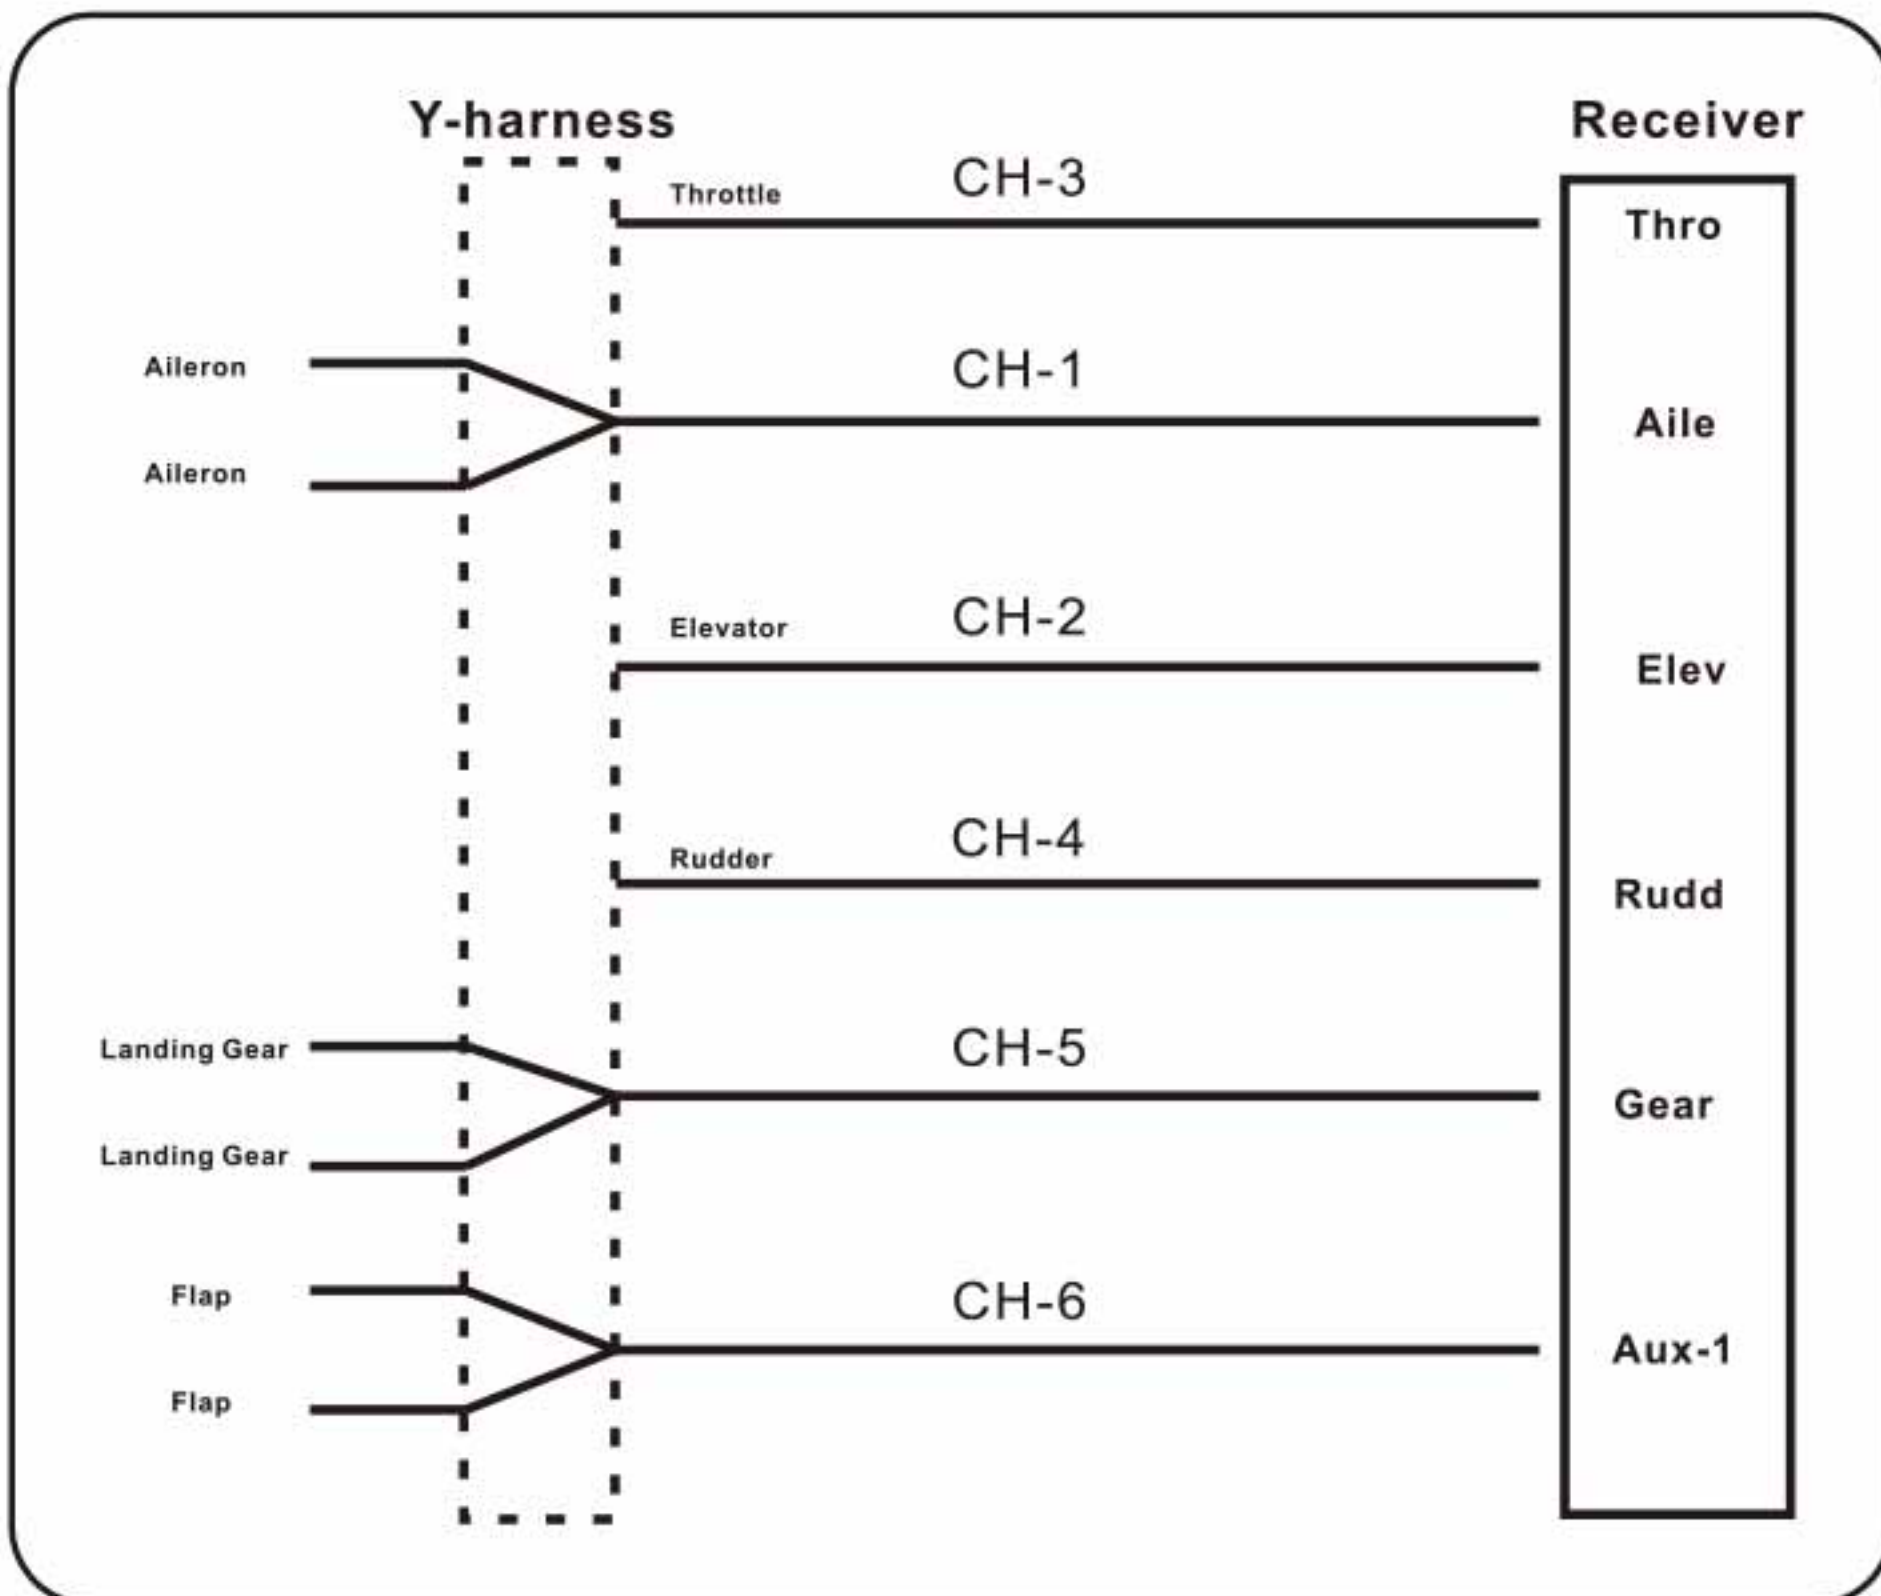 Y-harness
Receiver
Throttle
CH-3
Thro
Aileron
CH-1
Aile
Aileron
Elevator
CH-2
Elev
Rudder
CH-4
Rudd
Landing Gear
CH-5
Gear
Landing Gear
Flap
CH-6
Aux-1
Flap